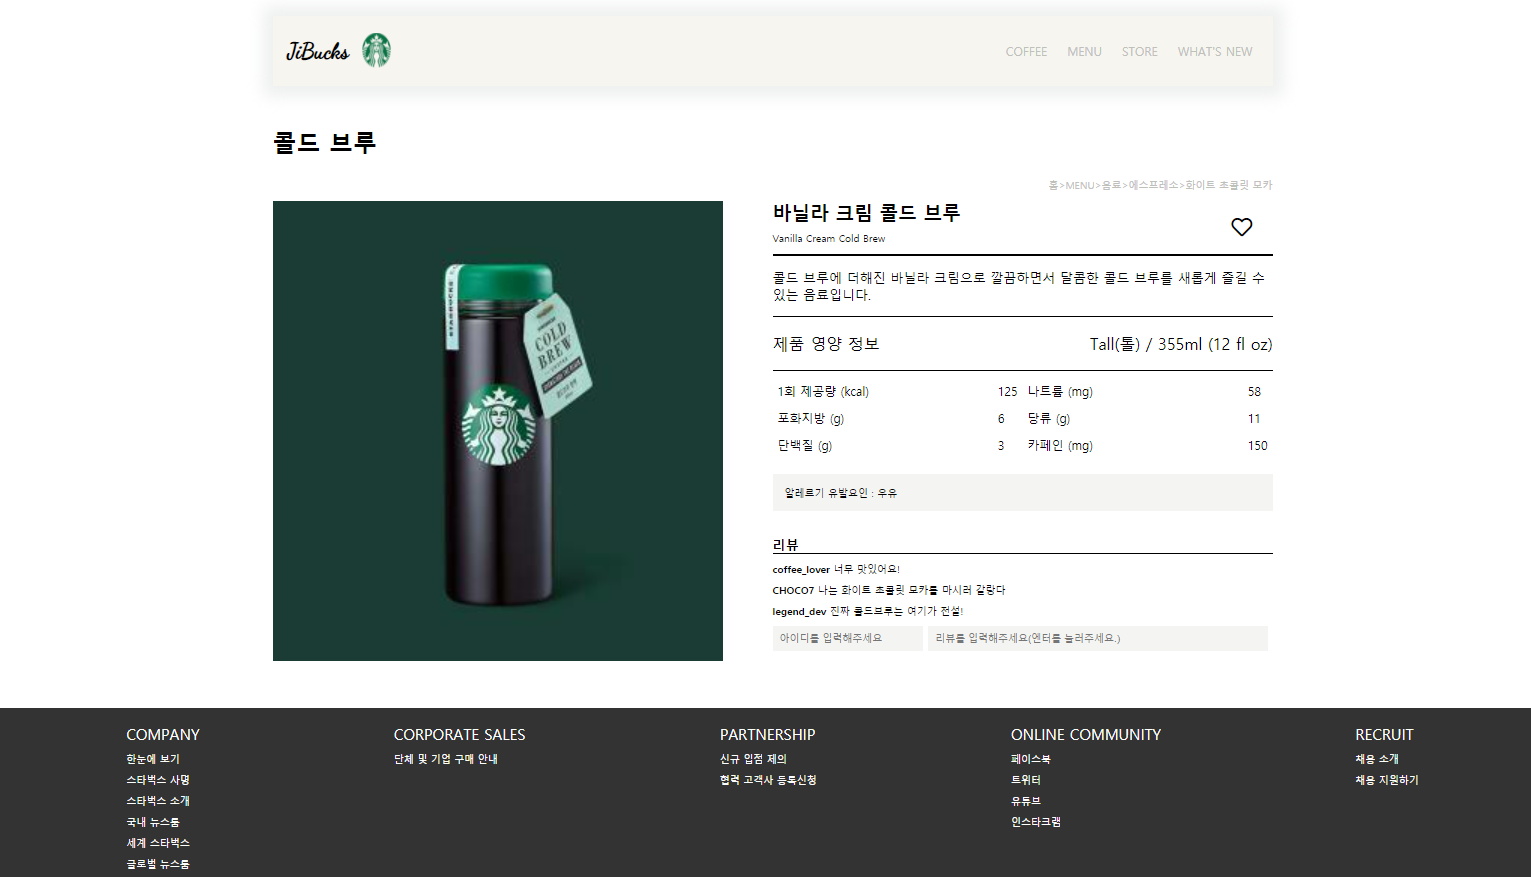 JiBucks
COFFEE MENU STORE WHAT'S NEW
콜드 브루
홈>MENU>음료>에스프레소>화이트 초콜릿 모카
바닐라 크림 콜드 브루
Vanilla Cream Cold Brew
콜드 브루에 더해진 바닐라 크림으로 깔끔하면서 달콤한 콜드 브루를 새롭게 즐길 수
있는 음료입니다.
제품 영양 정보 Tall(톨) / 355ml (12 fl oz)
1회 제공량 (kcal) 125 나트륨 (mg) 58
포화지방 (g) 6 당류 (g) 11
단백질 (g) 3 카페인 (mg) 150
알레르기 유발요인 : 우유
리뷰
coffee_lover 너무 맛있어요!
CHOCO7 나는 화이트 초콜릿 모카를 마시러 갈랑다
legend_dev 진짜 콜드브루는 여기가 전설!
아이디를 입력해주세요 리뷰를 입력해주세요(엔터를 눌러주세요.)
STARBUCKS
COLD
BREW
COMPANY
한눈에 보기
스타벅스 사명
스타벅스 소개
국내 뉴스룸
세계 스타벅스
글로벌 뉴스룸
CORPORATE SALES
단체 및 기업 구매 안내
PARTNERSHIP
신규 입점 제의
협력 고객사 등록신청
ONLINE COMMUNITY
페이스북
트위터
유튜브
인스타크램
RECRUIT
채용 소개
채용 지원하기